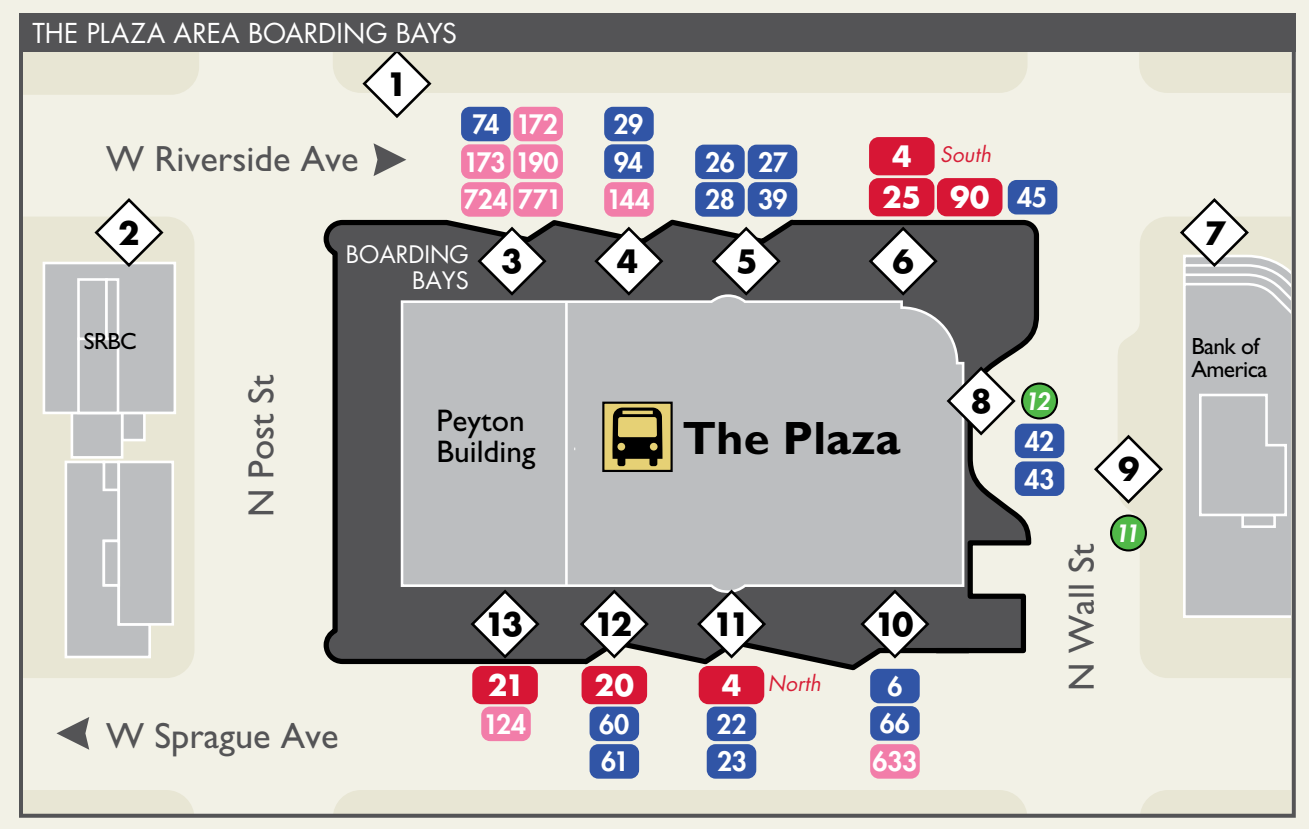 THE PLAZA AREA BOARDING BAYS
1
W Riverside Ave
74 172
173 190
724 771
29
94
144
26 27
28 39
4 South
25 90 45
2
SRBC
N Post St
BOARDING
BAYS
3
4
5
6
7
Bank of
America
Peyton
Building
The Plaza
8
12
42
43
9
11
N Wall St
13
12
11
10
21
124
20
60
61
4 North
22
23
6
66
633
W Sprague Ave